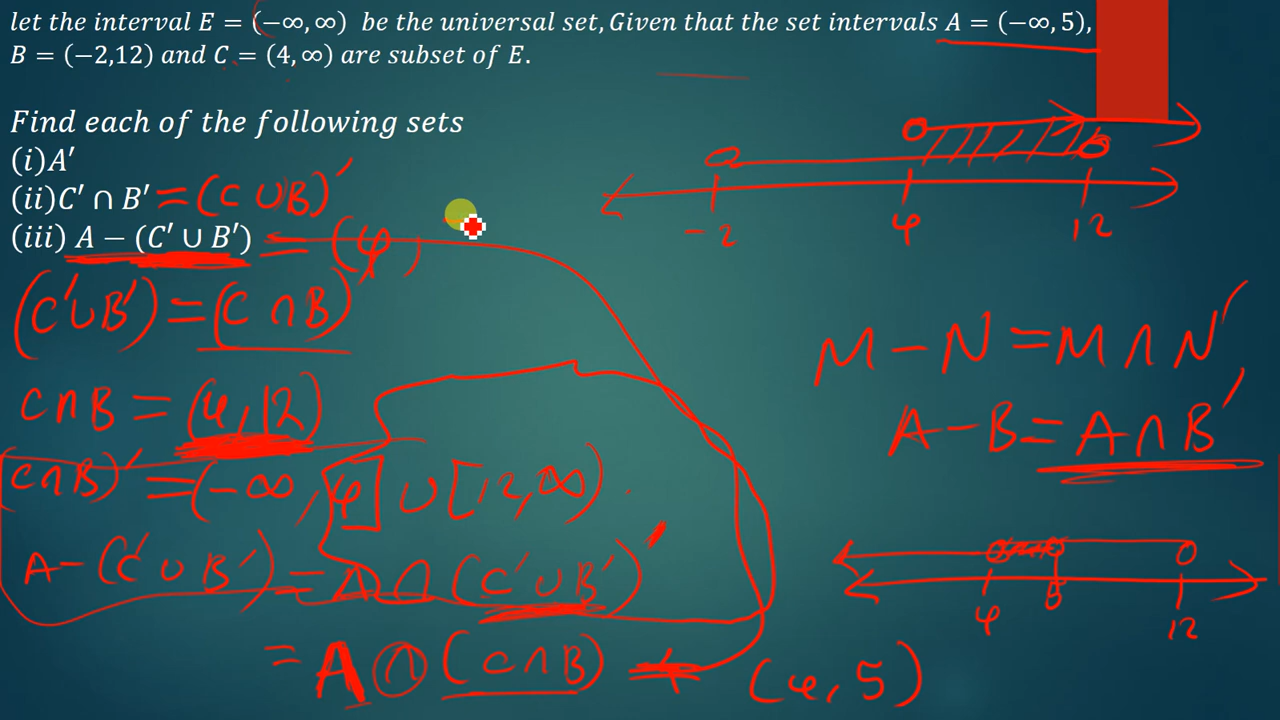 let the interval E = (−∞, ∞) be the universal set, Given that the set intervals A = (−∞, 5),
B = (−2,12) and C = (4, ∞) are subset of E.
Find each of the following sets
(i)A′
(ii)C′ ∩ B′ = (C ∪ B)′
(iii) A − (C′ ∪ B′) = (4
(C′ ∪ B′) = (C ∩ B)′
C ∩ B = (4, 12)
(C ∩ B)′ = (−∞, 4] ∪ [12, ∞).
A − (C′ ∪ B′) = A ∩ (C′ ∪ B′)′
= A ∩ (C ∩ B) (4, 5)
−2 4 12
M − N = M ∩ N′
A − B = A ∩ B′
4 5 12